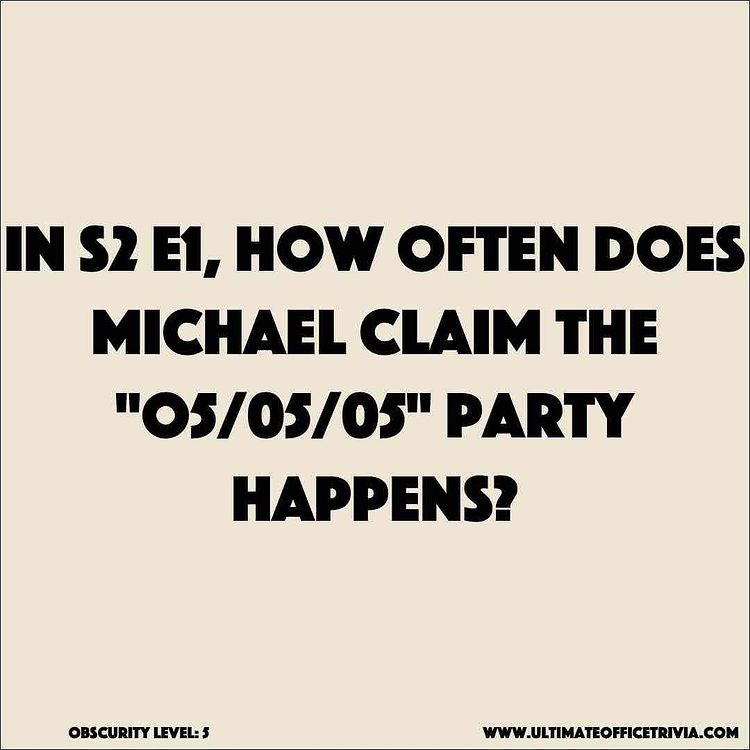 IN S2 E1, HOW OFTEN DOES
MICHAEL CLAIM THE
"05/05/05" PARTY
HAPPENS?
OBSCURITY LEVEL: 5
WWW.ULTIMATEOFFICETRIVIA.COM